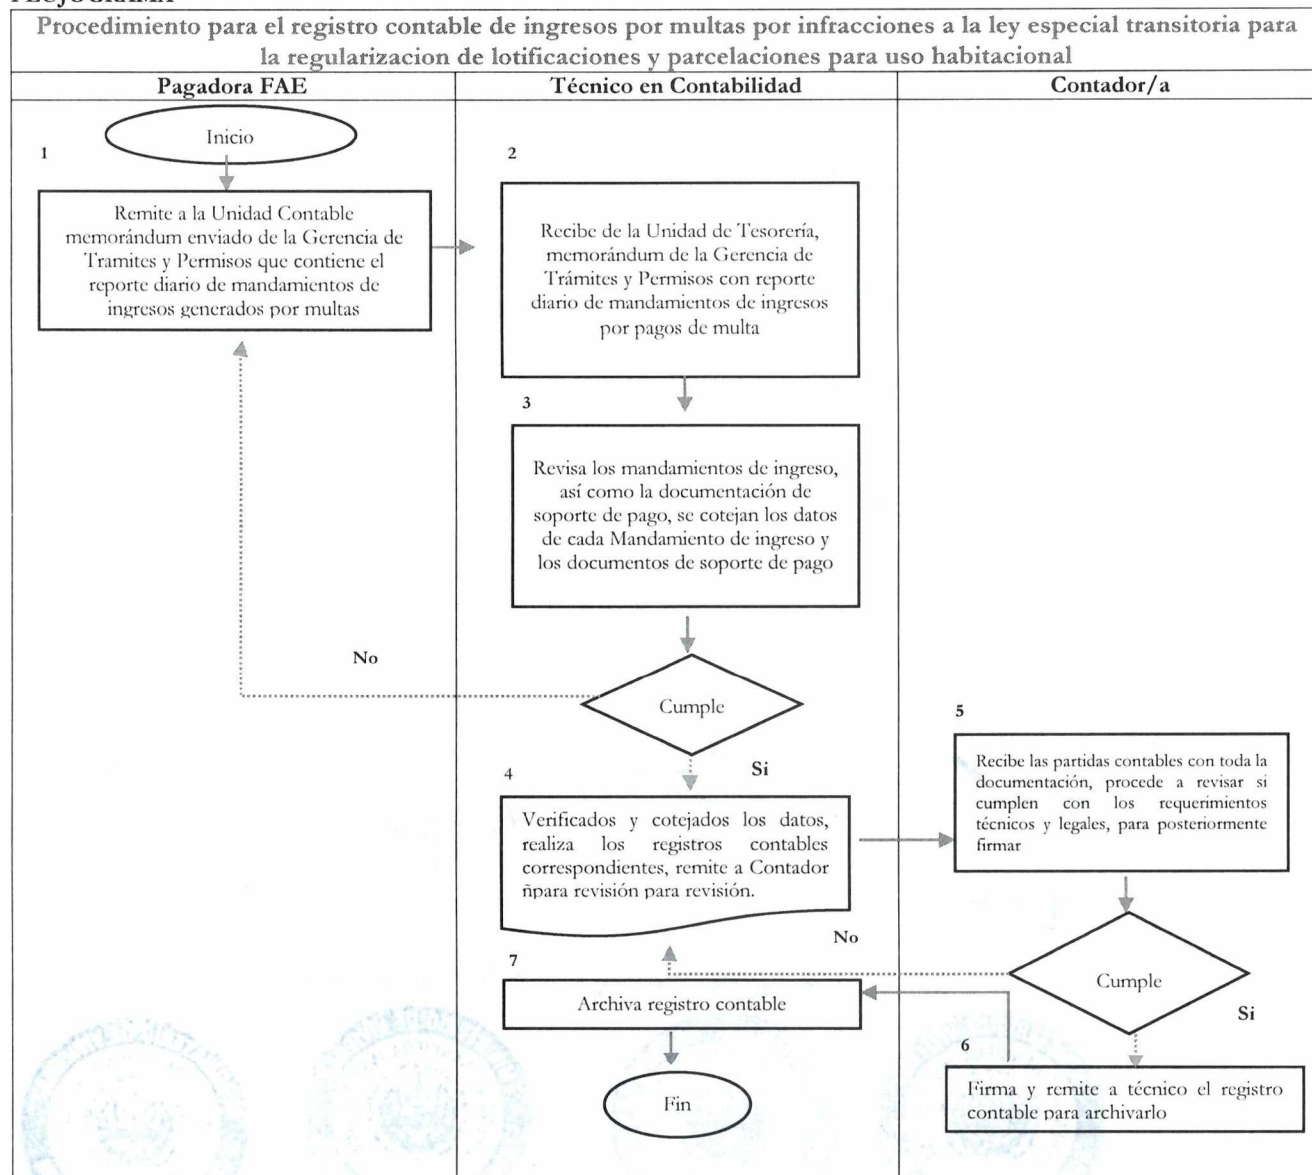 Procedimiento para el registro contable de ingresos por multas por infracciones a la ley especial transitoria para
la regularizacion de lotificaciones y parcelaciones para uso habitacional
Pagadora FAE
Técnico en Contabilidad
Contador/a
Inicio
1
Remite a la Unidad Contable
memorándum enviado de la Gerencia de
Tramites y Permisos que contiene el
reporte diario de mandamientos de
ingresos generados por multas
2
Recibe de la Unidad de Tesorería,
memorándum de la Gerencia de
Trámites y Permisos con reporte
diario de mandamientos de ingresos
por pagos de multa
3
Revisa los mandamientos de ingreso,
así como la documentación de
soporte de pago, se cotejan los datos
de cada Mandamiento de ingreso y
los documentos de soporte de pago
No
Cumple
Si
4
Verificados y cotejados los datos,
realiza los registros contables
correspondientes, remite a Contador
ñpara revisión para revisión.
5
Recibe las partidas contables con toda la
documentación, procede a revisar si
cumplen con los requerimientos
técnicos y legales, para posteriormente
firmar
No
Cumple
Si
6
Firma y remite a técnico el registro
contable para archivarlo
7
Archiva registro contable
Fin